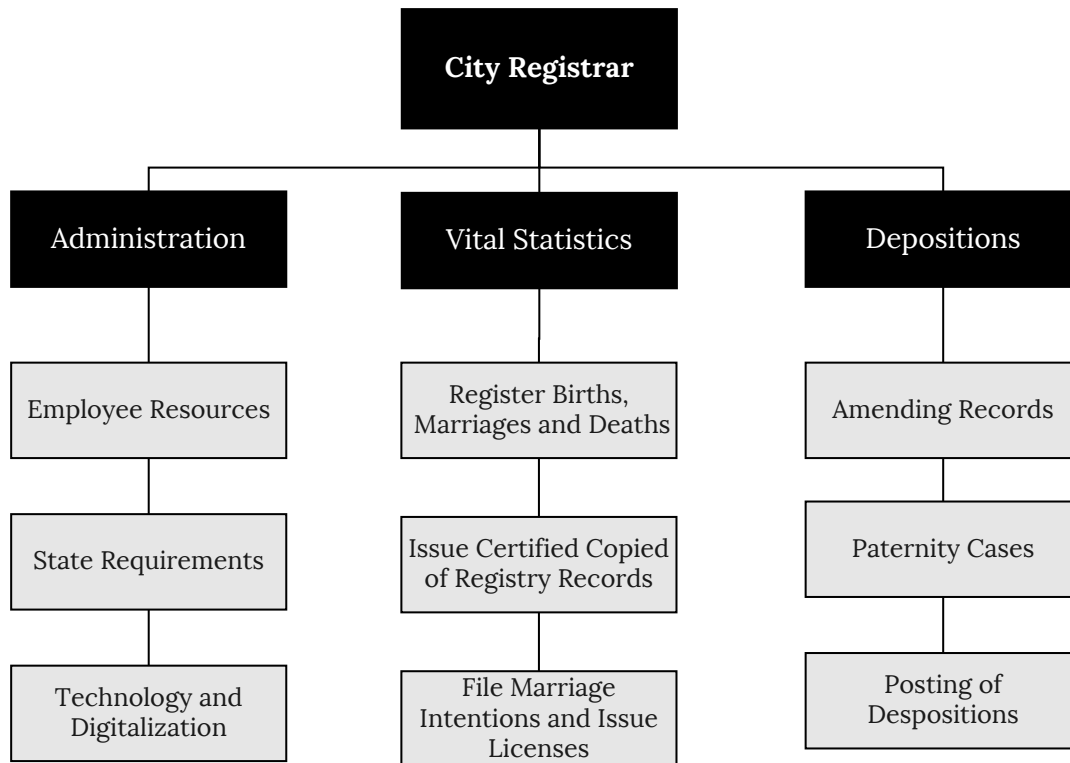 City Registrar
Administration
Vital Statistics
Depositions
Employee Resources
Register Births,
Marriages and Deaths
Amending Records
State Requirements
Issue Certified Copied
of Registry Records
Paternity Cases
Technology and
Digitalization
File Marriage
Intentions and Issue
Licenses
Posting of
Despositions